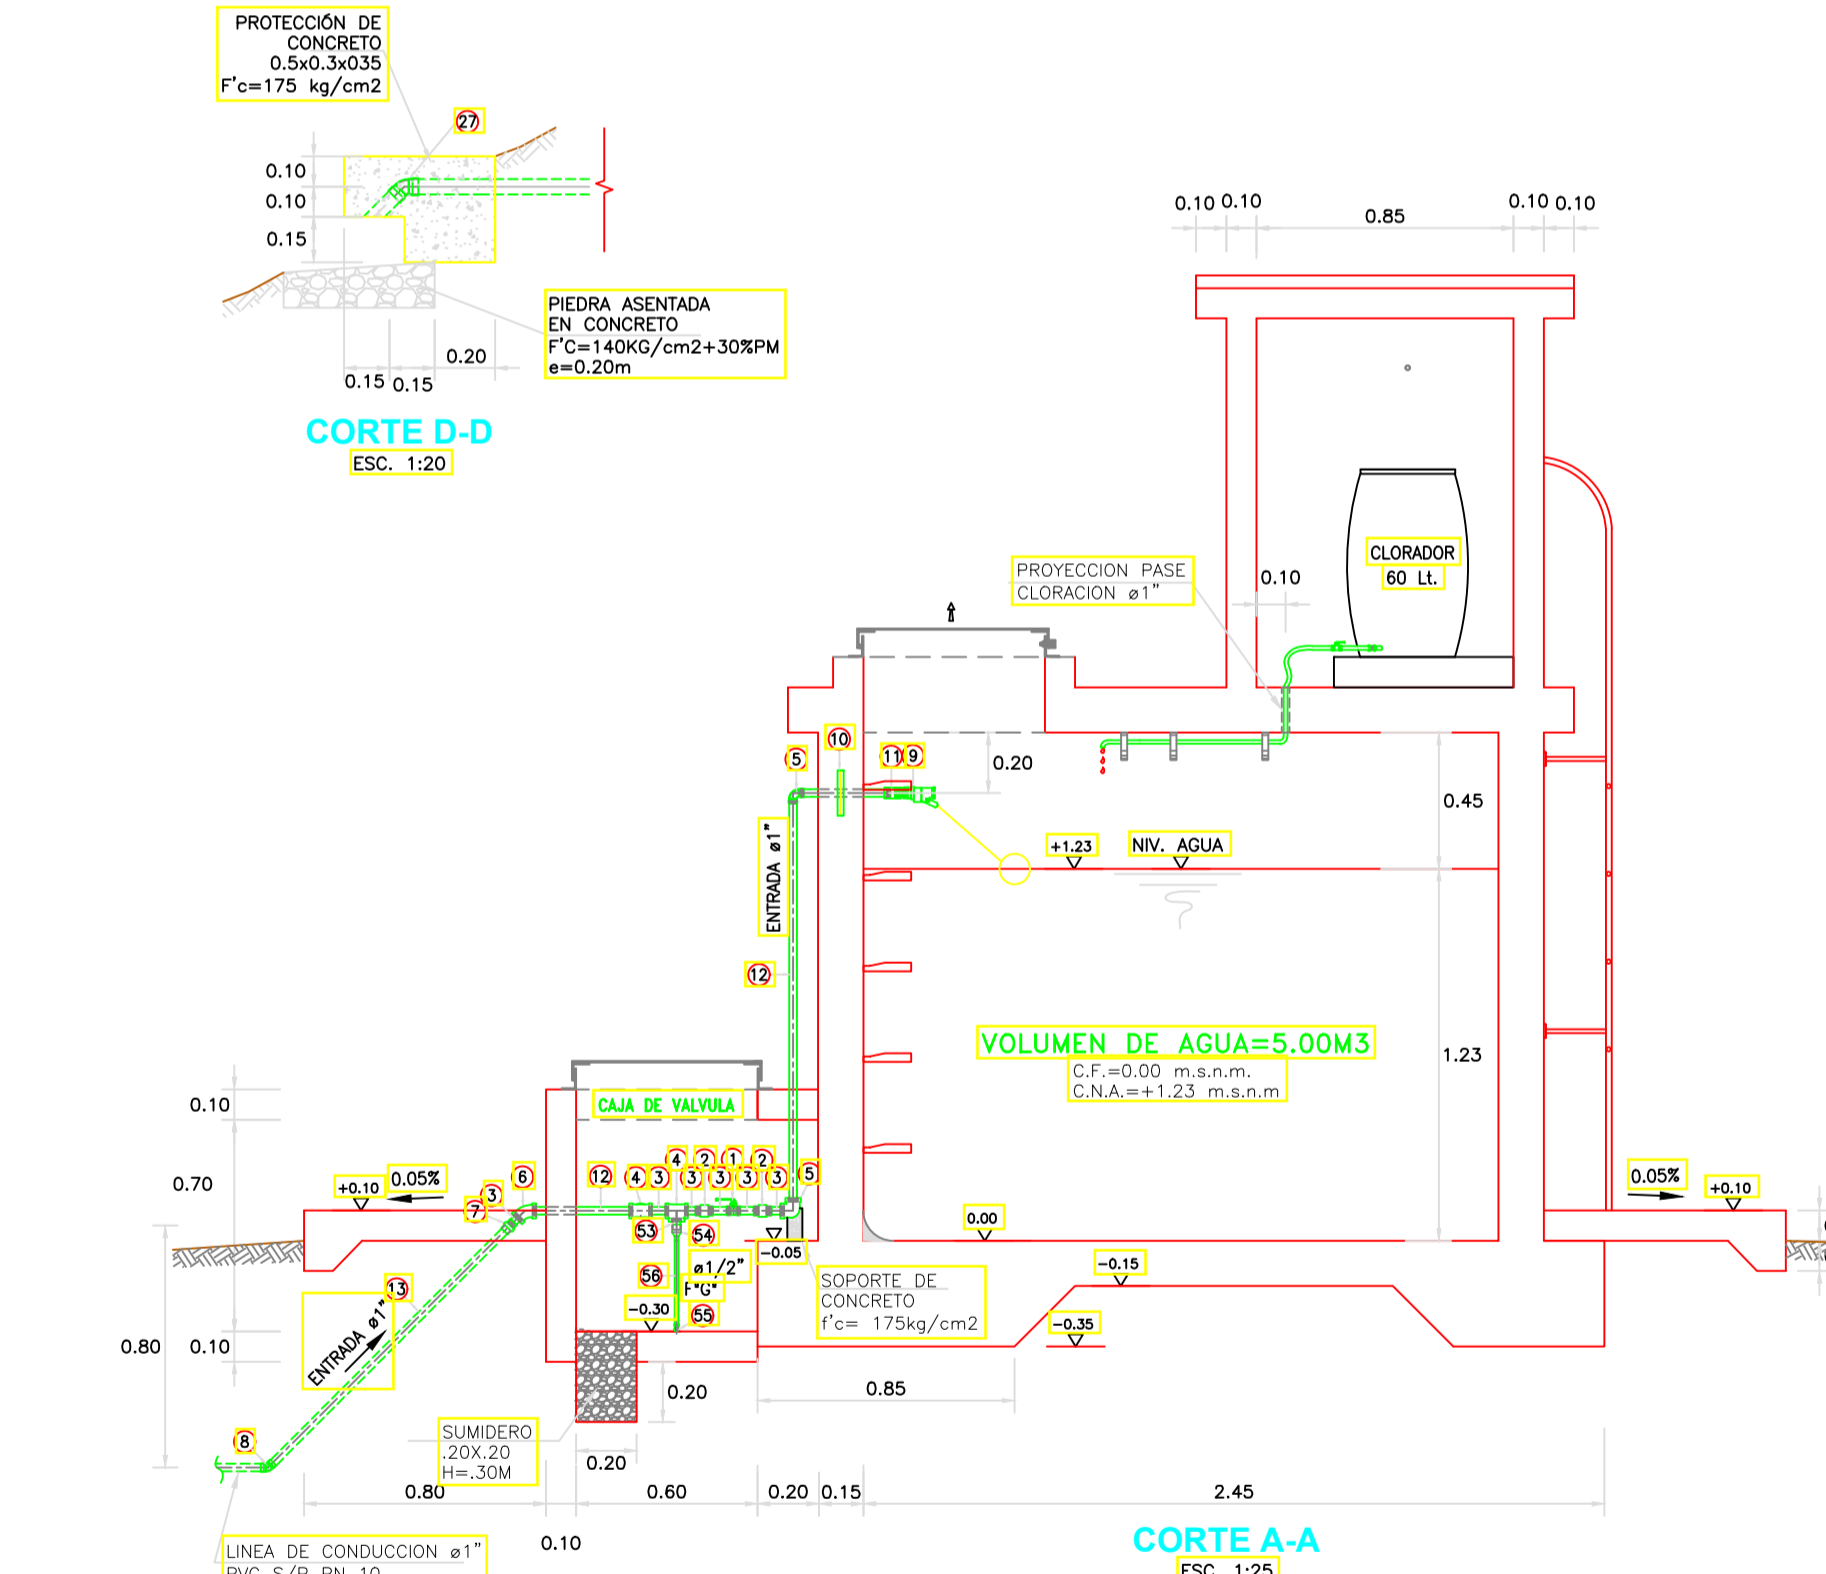 PROTECCIÓN DE
CONCRETO
0.5x0.3x035
F'c=175 kg/cm2
27
0.10
0.10
0.15
PIEDRA ASENTADA
EN CONCRETO
F'C=140KG/cm2+30%PM
e=0.20m
0.20
0.15 0.15
CORTE D-D
ESC. 1:20
0.10 0.10
0.85
0.10 0.10
CLORADOR
60 Lt.
PROYECCION PASE
CLORACION ø1"
0.10
10
5
11
9
0.20
0.45
ENTRADA ø1"
+1.23
NIV. AGUA
12
VOLUMEN DE AGUA=5.00M3
C.F.=0.00 m.s.n.m.
C.N.A.=+1.23 m.s.n.m
1.23
0.10
CAJA DE VALVULA
0.70
+0.10
0.05%
7
3
6
12
4
3
4
3
2
3
1
3
2
3
5
0.05%
+0.10
53
54
-0.05
0.00
-0.15
56
ø1/2"
F"G"
-0.30
55
SOPORTE DE
CONCRETO
f'c= 175kg/cm2
-0.35
13
ENTRADA ø1"
0.80
0.10
0.20
0.85
8
SUMIDERO
.20X.20
H=.30M
0.20
0.80
0.60
0.20
0.15
2.45
0.10
CORTE A-A
ESC. 1:25
LINEA DE CONDUCCION ø1"
PVC S/P PN 10